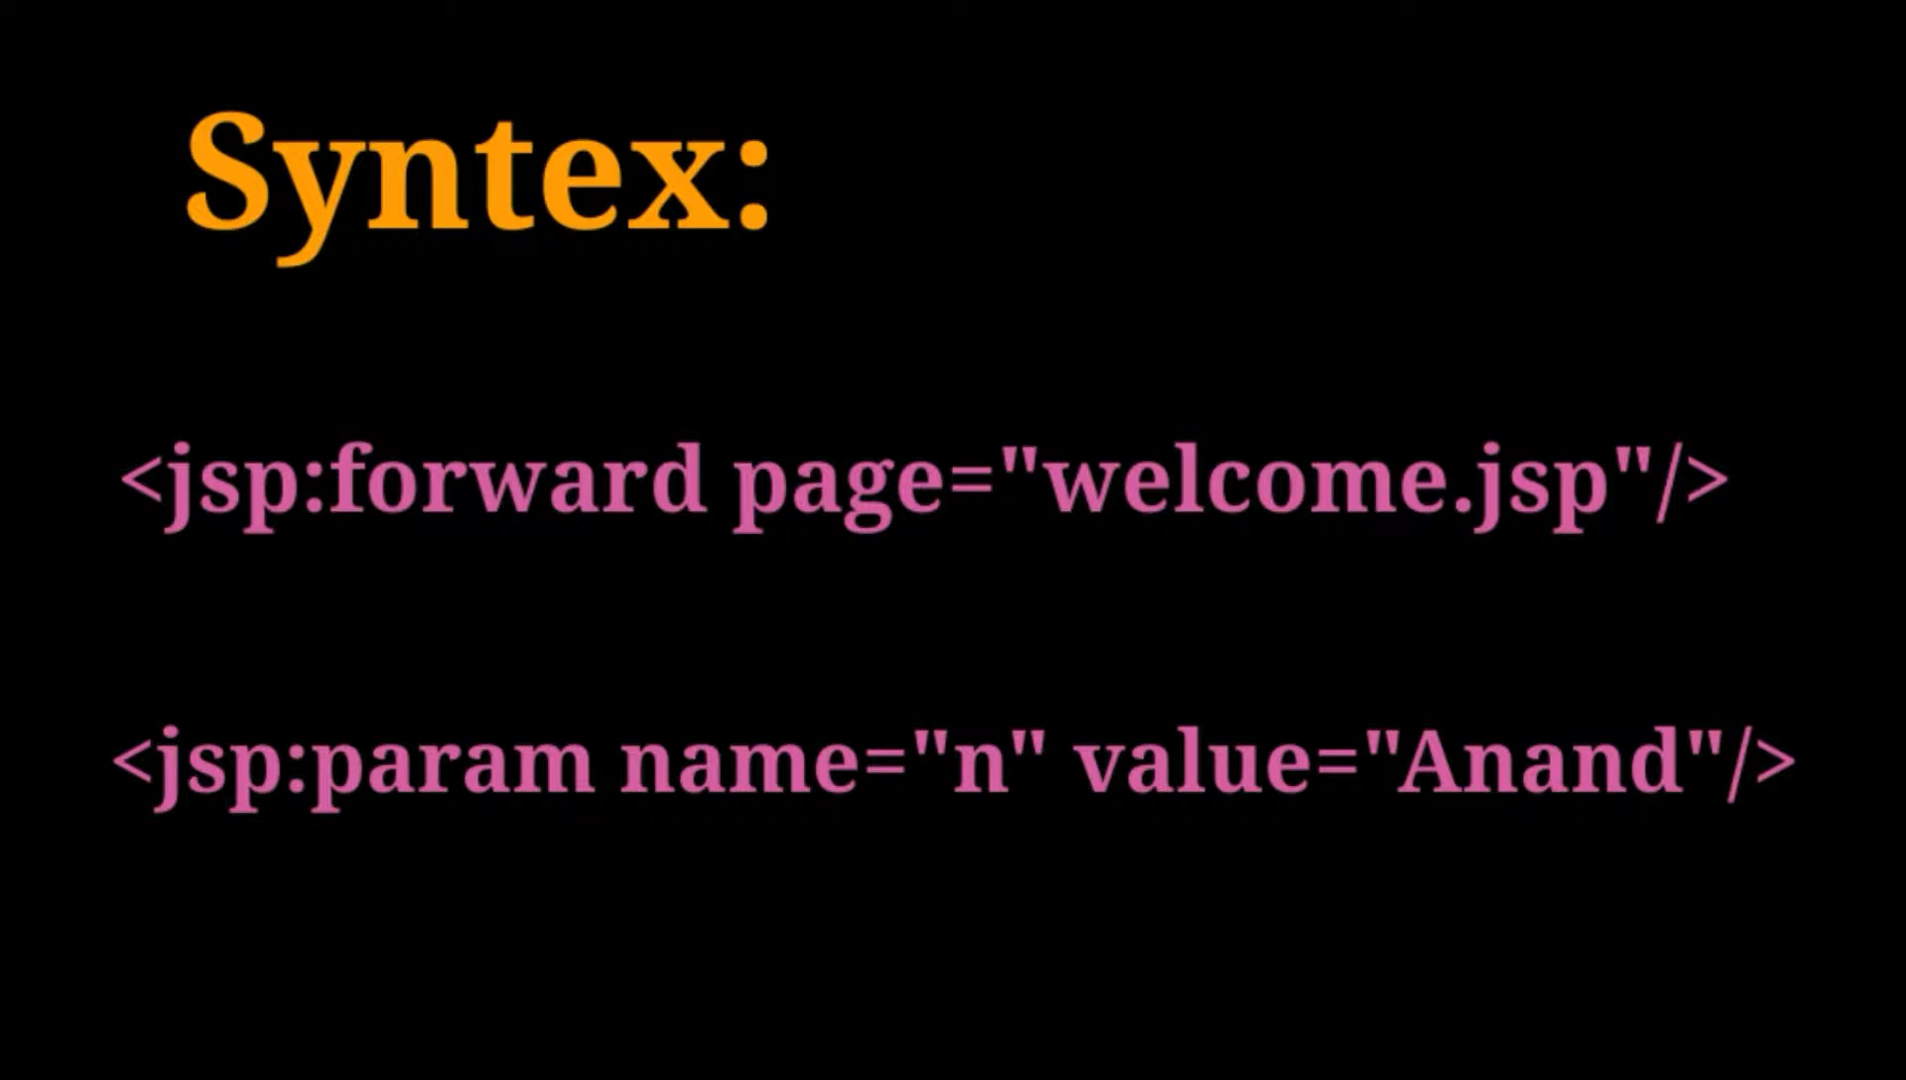 Syntex:
<jsp:forward page="welcome.jsp"/>
<jsp:param name="n" value="Anand"/>